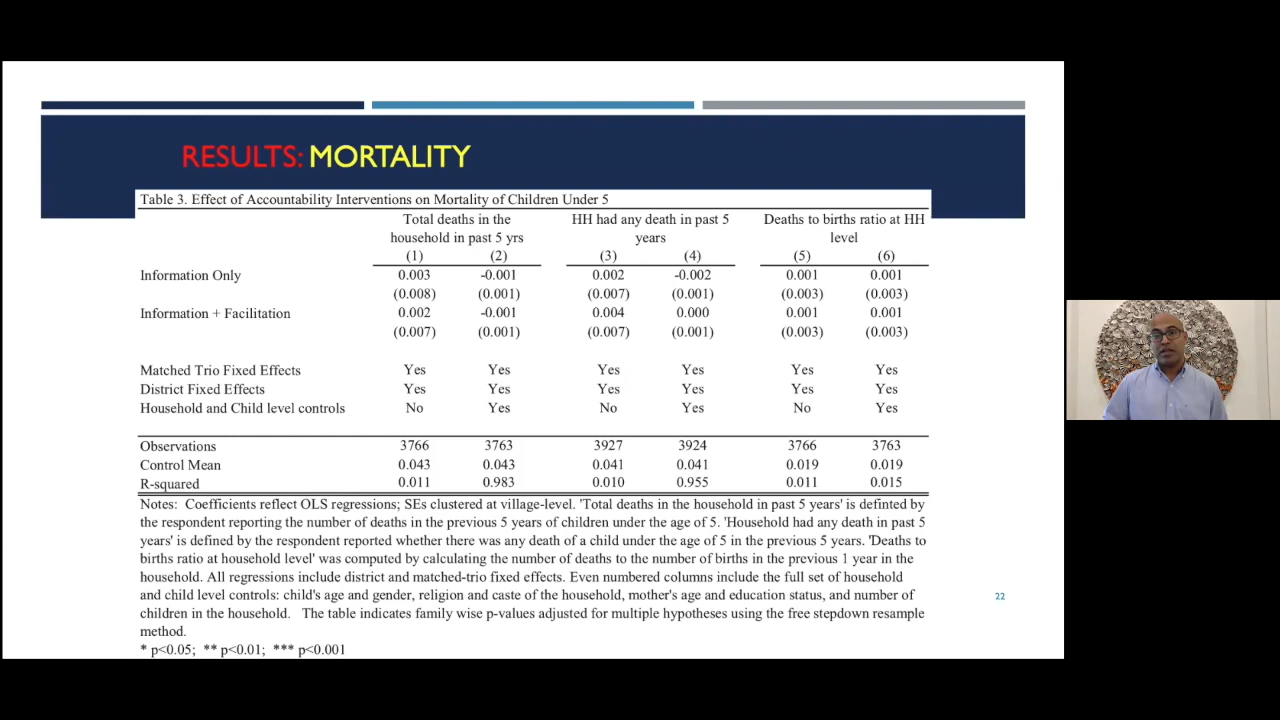 RESULTS: MORTALITY
Table 3. Effect of Accountability Interventions on Mortality of Children Under 5
Total deaths in the household in past 5 yrs HH had any death in past 5 years Deaths to births ratio at HH level
(1) (2) (3) (4) (5) (6)
Information Only 0.003 -0.001 0.002 -0.002 0.001 0.001
(0.008) (0.001) (0.007) (0.001) (0.003) (0.003)
Information + Facilitation 0.002 -0.001 0.004 0.000 0.001 0.001
(0.007) (0.001) (0.007) (0.001) (0.003) (0.003)
Matched Trio Fixed Effects Yes Yes Yes Yes Yes Yes
District Fixed Effects Yes Yes Yes Yes Yes Yes
Household and Child level controls No Yes No Yes No Yes
Observations 3766 3763 3927 3924 3766 3763
Control Mean 0.043 0.043 0.041 0.041 0.019 0.019
R-squared 0.011 0.983 0.010 0.955 0.011 0.015
Notes: Coefficients reflect OLS regressions; SEs clustered at village-level. 'Total deaths in the household in past 5 years' is definted by
the respondent reporting the number of deaths in the previous 5 years of children under the age of 5. 'Household had any death in past 5
years' is defined by the respondent reported whether there was any death of a child under the age of 5 in the previous 5 years. 'Deaths to
births ratio at household level' was computed by calculating the number of deaths to the number of births in the previous 1 year in the
household. All regressions include district and matched-trio fixed effects. Even numbered columns include the full set of household
and child level controls: child's age and gender, religion and caste of the household, mother's age and education status, and number of
children in the household. The table indicates family wise p-values adjusted for multiple hypotheses using the free stepdown resample
method.
* p<0.05; ** p<0.01; *** p<0.001
22